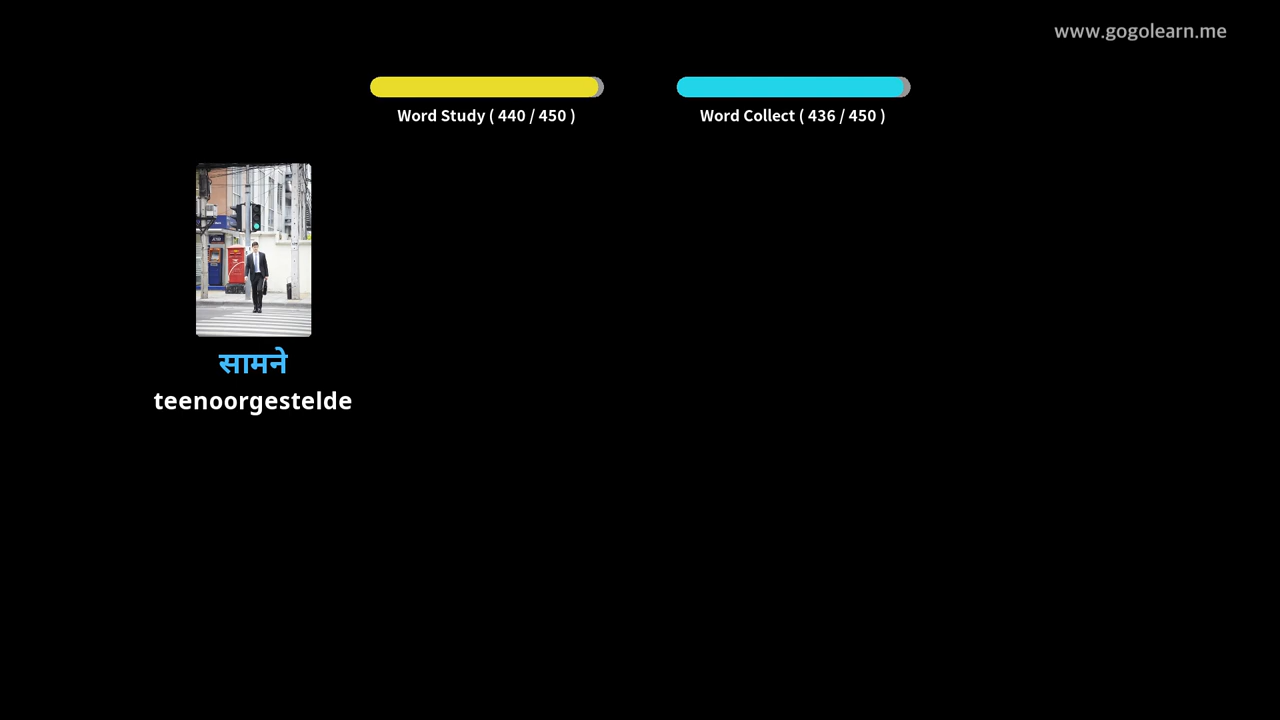 www.gogolearn.me
Word Study ( 440 / 450 )
Word Collect ( 436 / 450 )
सामने
teenoorgestelde